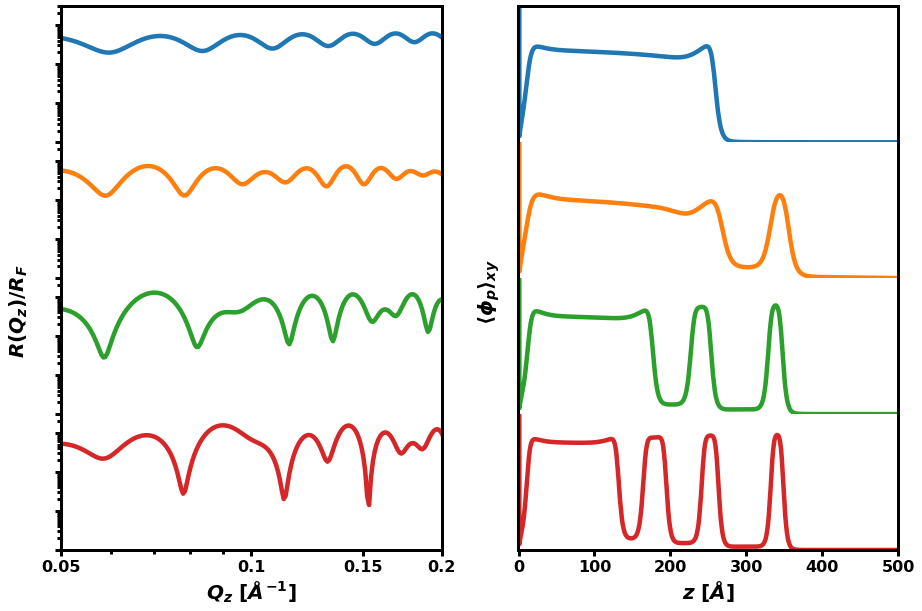 R(Q_z)/R_F
0.05 0.1 0.15 0.2
Q_z [Å⁻¹]
⟨ϕ_p⟩_xy
0 100 200 300 400 500
z [Å]